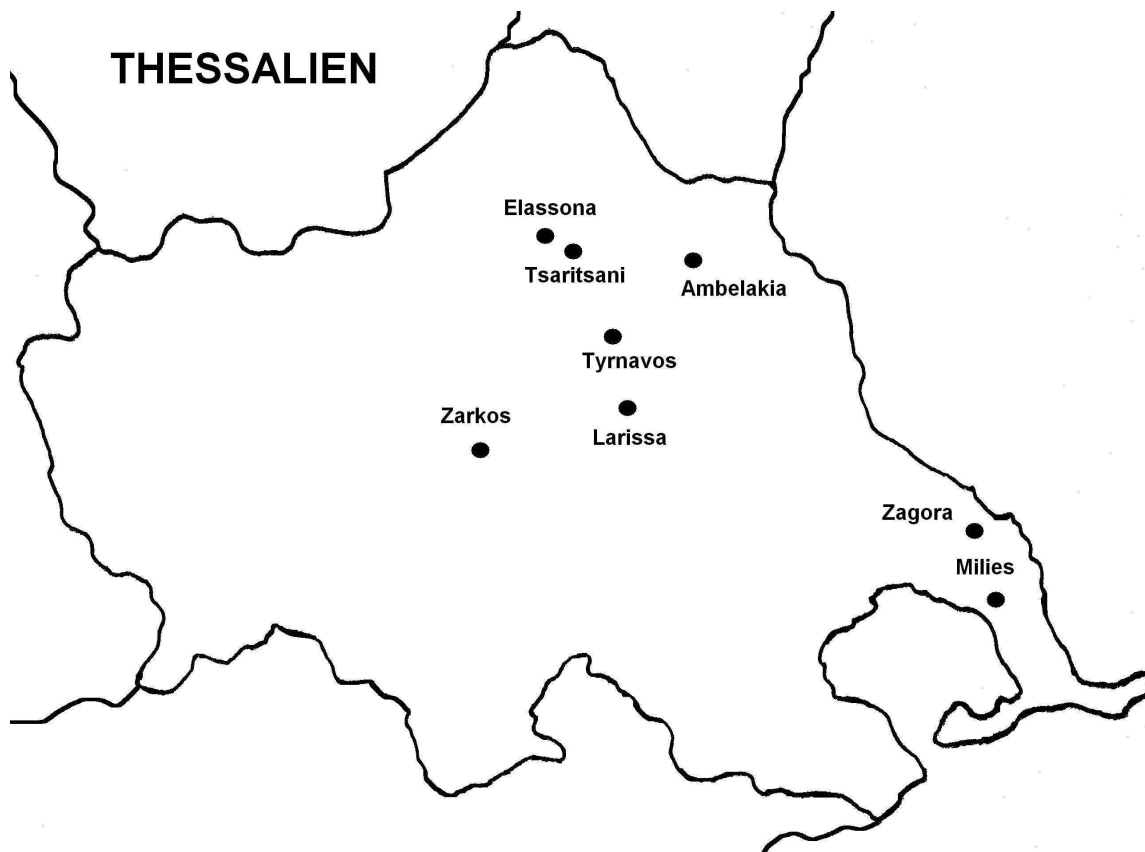 THESSALIEN
Elassona
Tsaritsani
Ambelakia
Tyrnavos
Zarkos
Larissa
Zagora
Milies